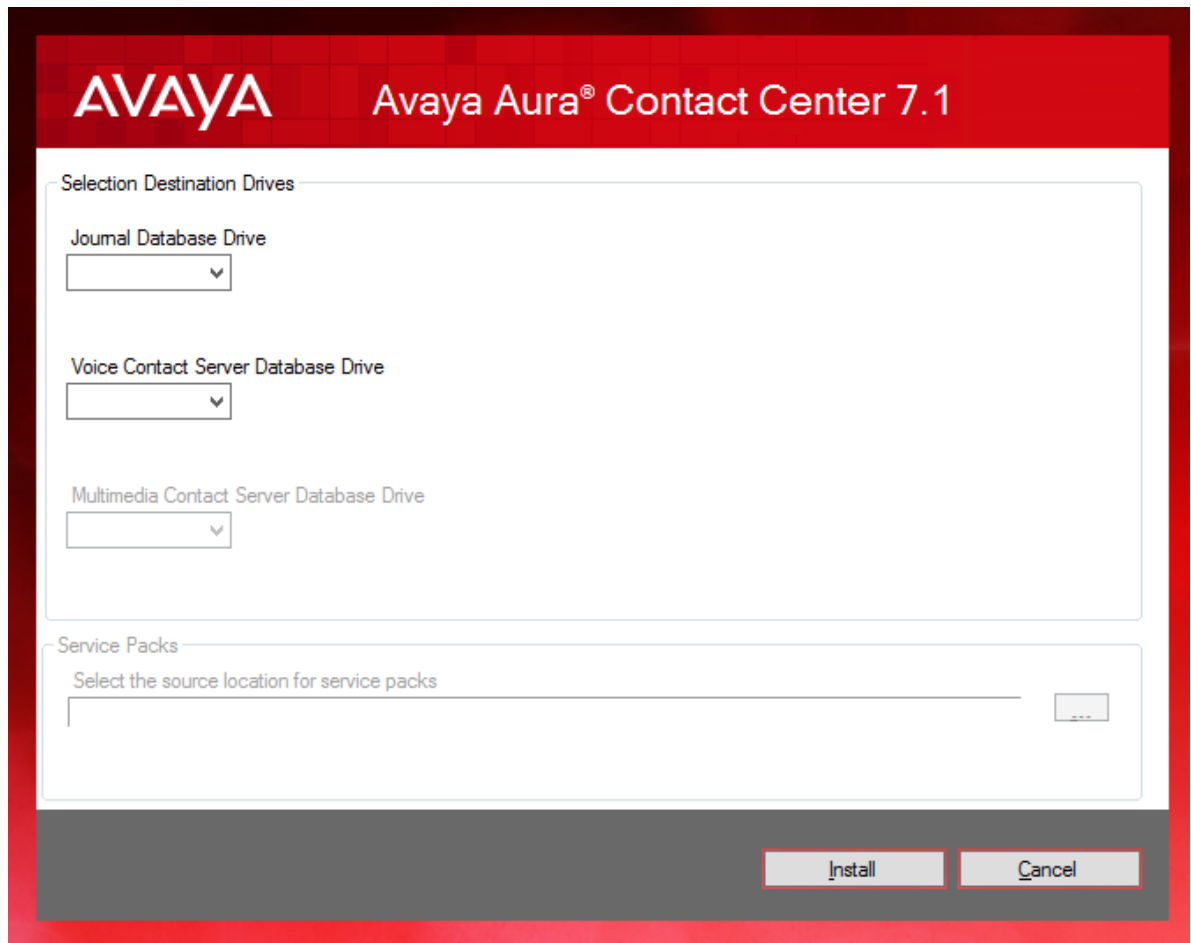 AVAYA
Avaya Aura® Contact Center 7.1
Selection Destination Drives
Journal Database Drive
Voice Contact Server Database Drive
Multimedia Contact Server Database Drive
Service Packs
Select the source location for service packs
...
Install
Cancel